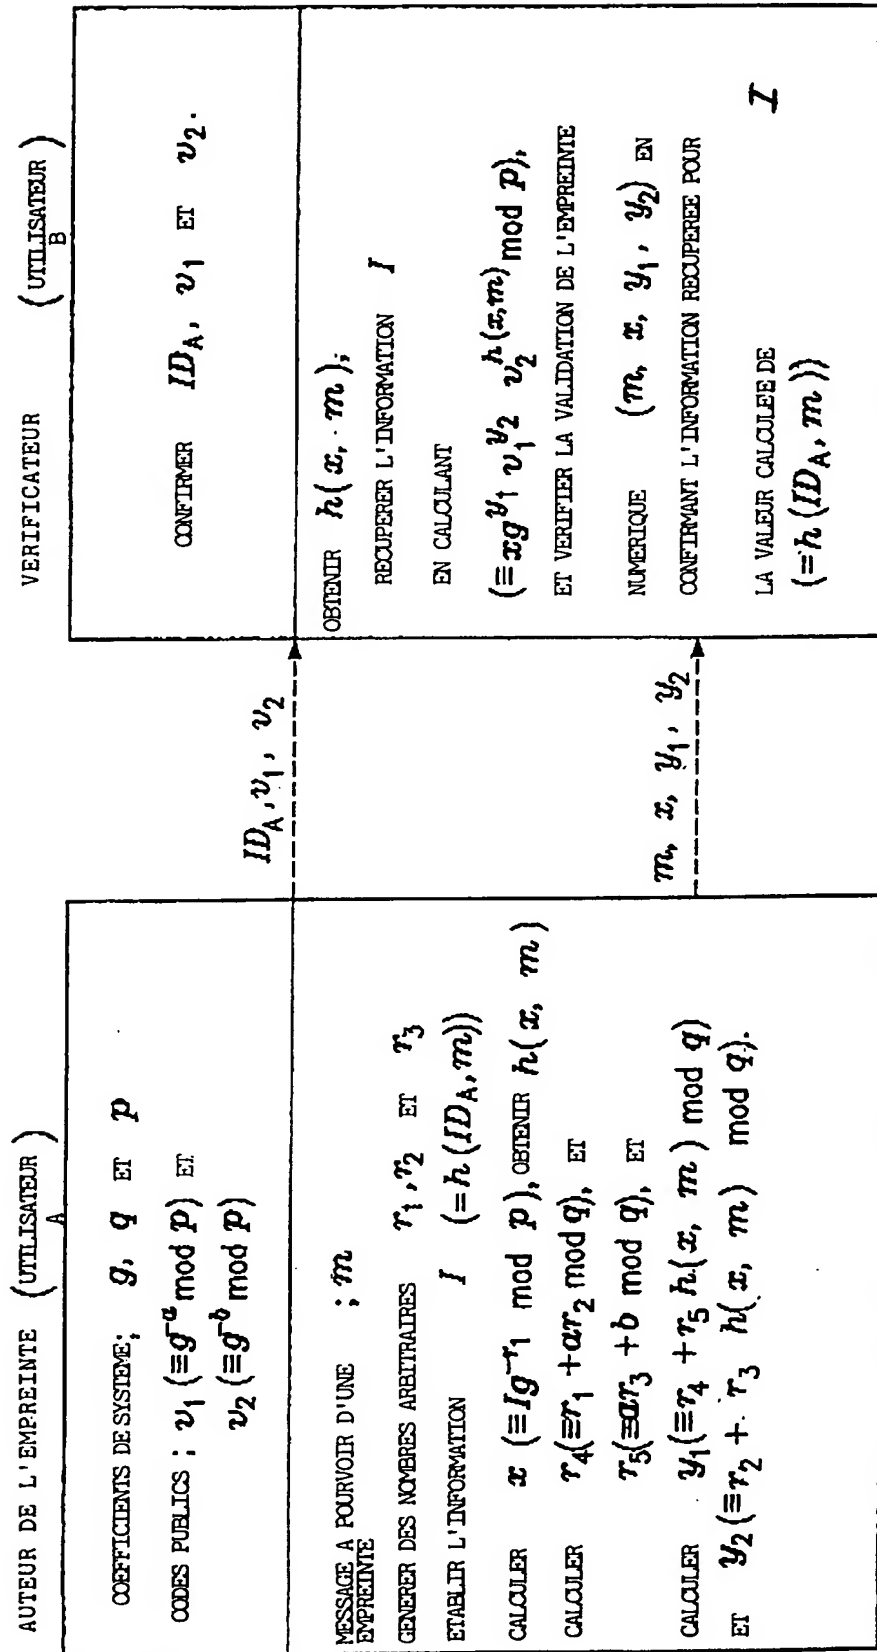 AUTEUR DE L'EMPREINTE (UTILISATEUR A)
COEFFICIENTS DE SYSTEME; g, q ET p
CODES PUBLICS ; v₁ (≡g⁻ᵃ mod p) ET
v₂ (≡g⁻ᵇ mod p)
MESSAGE A POURVOIR D'UNE ; m
EMPREINTE
GENERER DES NOMBRES ARBITRAIRES r₁, r₂ ET r₃
ETABLIR L'INFORMATION I (=h(ID_A, m))
CALCULER x (≡Ig^-r₁ mod p), OBTENIR h(x, m)
CALCULER r₄(≡r₁ +ar₂ mod q), ET
r₅(≡ar₃ +b mod q), ET
CALCULER y₁(≡r₄ +r₅ h(x, m) mod q)
ET y₂(≡r₂ + r₃ h(x, m) mod q).
ID_A, v₁, v₂
m, x, y₁, y₂
VERIFICATEUR (UTILISATEUR B)
CONFIRMER ID_A, v₁ ET v₂.
OBTENIR h(x, m);
RECUPERER L'INFORMATION I
EN CALCULANT
(≡xg^y₁ v₁^y₂ v₂^h(x,m) mod p),
ET VERIFIER LA VALIDATION DE L'EMPREINTE
NUMERIQUE (m, x, y₁, y₂) EN
CONFIRMANT L'INFORMATION RECUPEREE POUR
LA VALEUR CALCULEE DE I
(=h(ID_A, m))